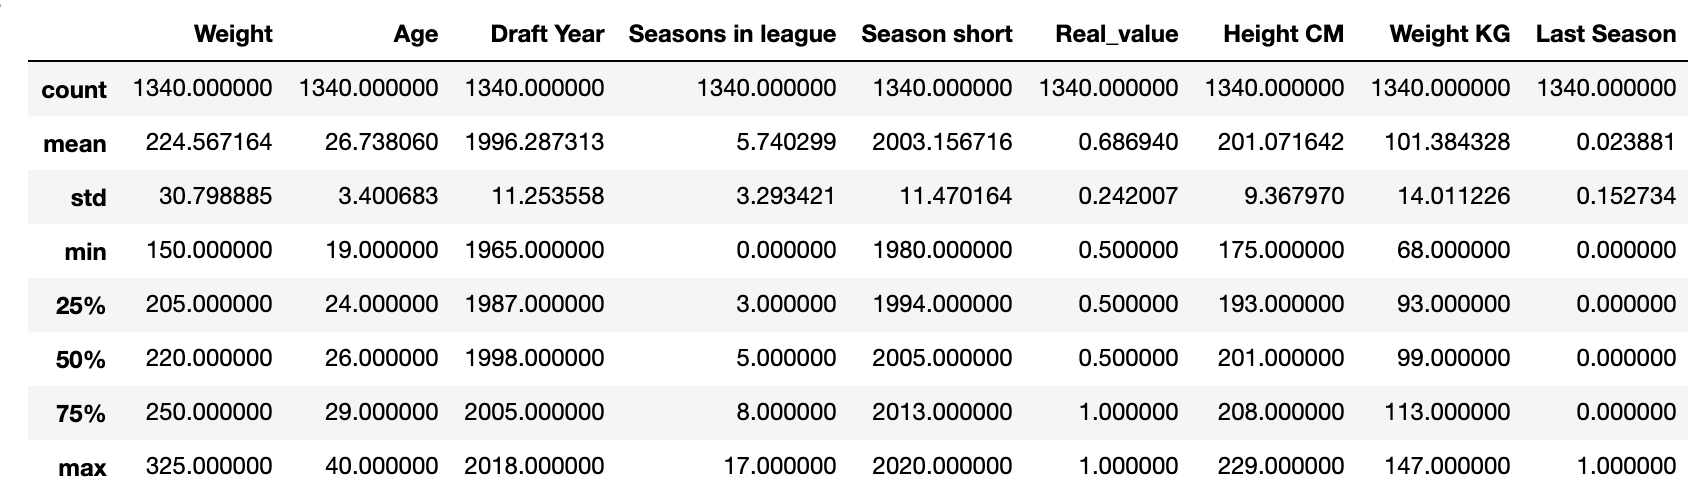 Weight Age Draft Year Seasons in league Season short Real_value Height CM Weight KG Last Season
count 1340.000000 1340.000000 1340.000000 1340.000000 1340.000000 1340.000000 1340.000000 1340.000000 1340.000000
mean 224.567164 26.738060 1996.287313 5.740299 2003.156716 0.686940 201.071642 101.384328 0.023881
std 30.798885 3.400683 11.253558 3.293421 11.470164 0.242007 9.367970 14.011226 0.152734
min 150.000000 19.000000 1965.000000 0.000000 1980.000000 0.500000 175.000000 68.000000 0.000000
25% 205.000000 24.000000 1987.000000 3.000000 1994.000000 0.500000 193.000000 93.000000 0.000000
50% 220.000000 26.000000 1998.000000 5.000000 2005.000000 0.500000 201.000000 99.000000 0.000000
75% 250.000000 29.000000 2005.000000 8.000000 2013.000000 1.000000 208.000000 113.000000 0.000000
max 325.000000 40.000000 2018.000000 17.000000 2020.000000 1.000000 229.000000 147.000000 1.000000